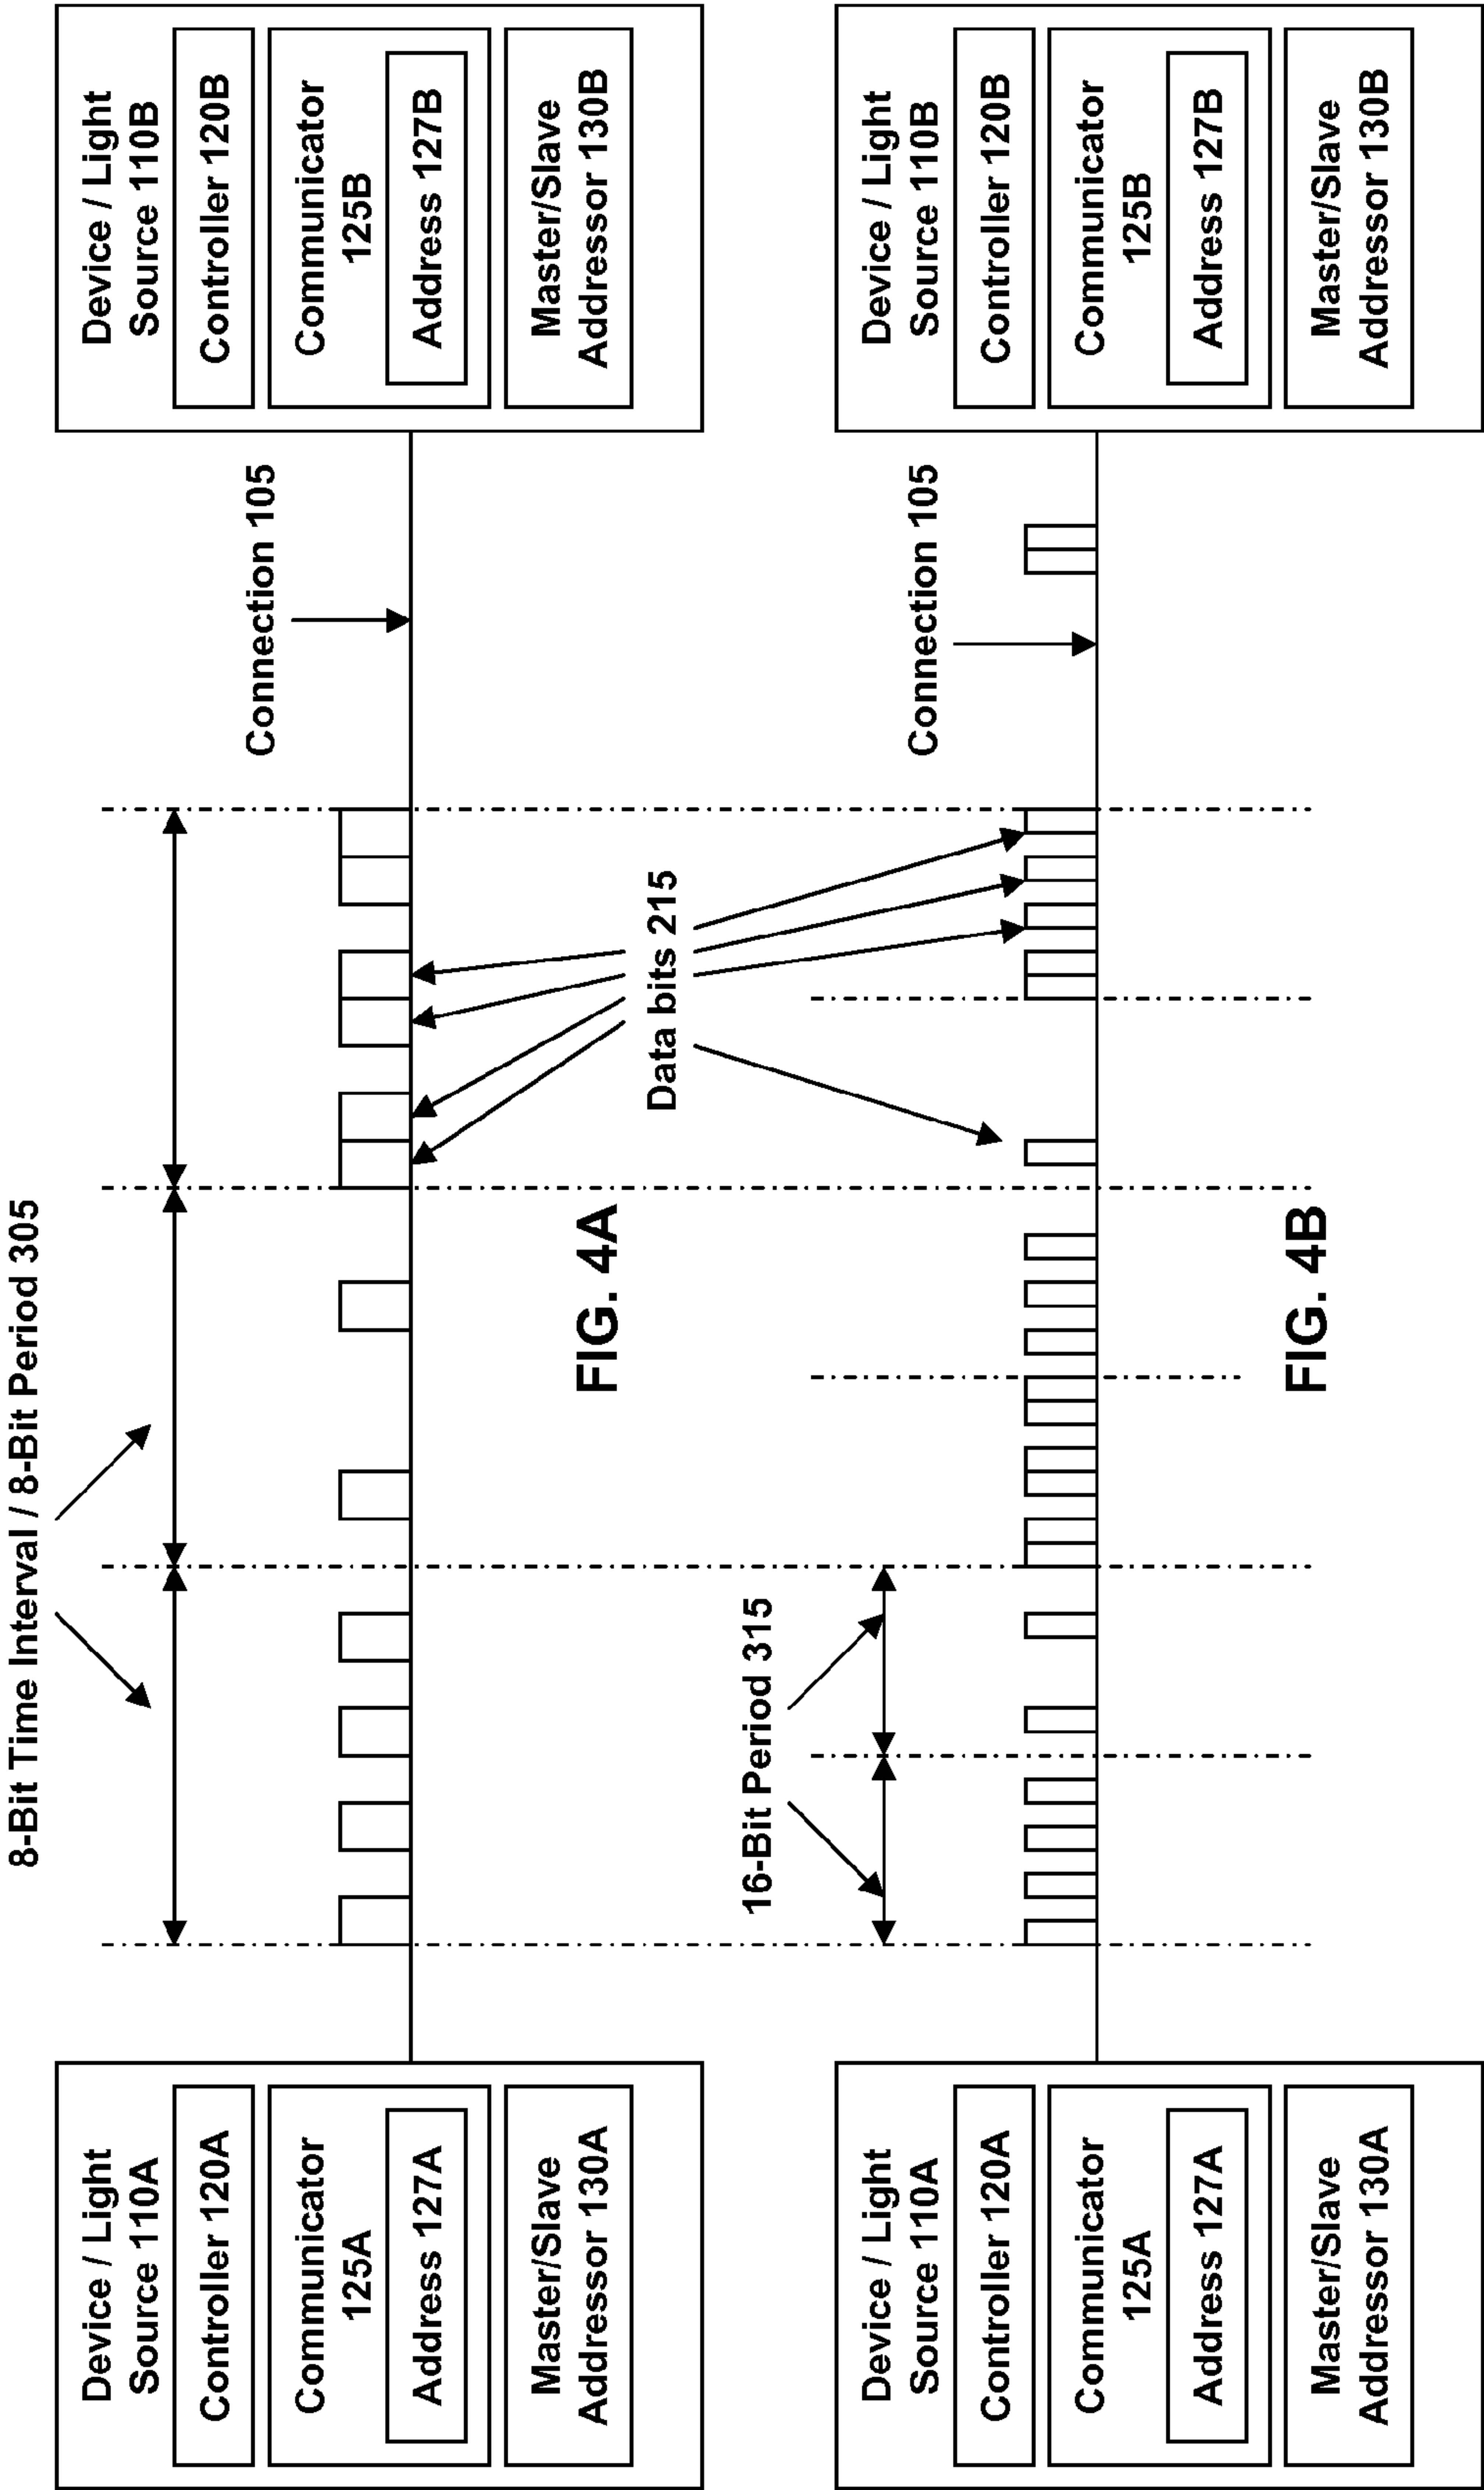 8-Bit Time Interval / 8-Bit Period 305
Device / Light
Source 110A
Controller 120A
Communicator
125A
Address 127A
Master/Slave
Addressor 130A
Connection 105
Device / Light
Source 110B
Controller 120B
Communicator
125B
Address 127B
Master/Slave
Addressor 130B
FIG. 4A
Data bits 215
16-Bit Period 315
Device / Light
Source 110A
Controller 120A
Communicator
125A
Address 127A
Master/Slave
Addressor 130A
Connection 105
Device / Light
Source 110B
Controller 120B
Communicator
125B
Address 127B
Master/Slave
Addressor 130B
FIG. 4B